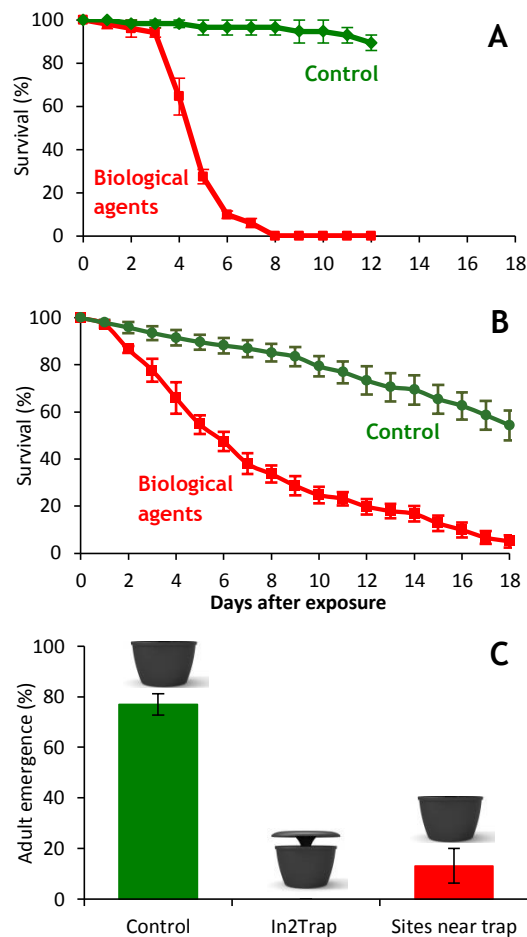 A
Survival (%)
100
80
60
40
20
0
Control
Biological
agents
0 2 4 6 8 10 12 14 16 18
B
Survival (%)
100
80
60
40
20
0
Control
Biological
agents
0 2 4 6 8 10 12 14 16 18
Days after exposure
C
Adult emergence (%)
100
80
60
40
20
0
Control In2Trap Sites near trap